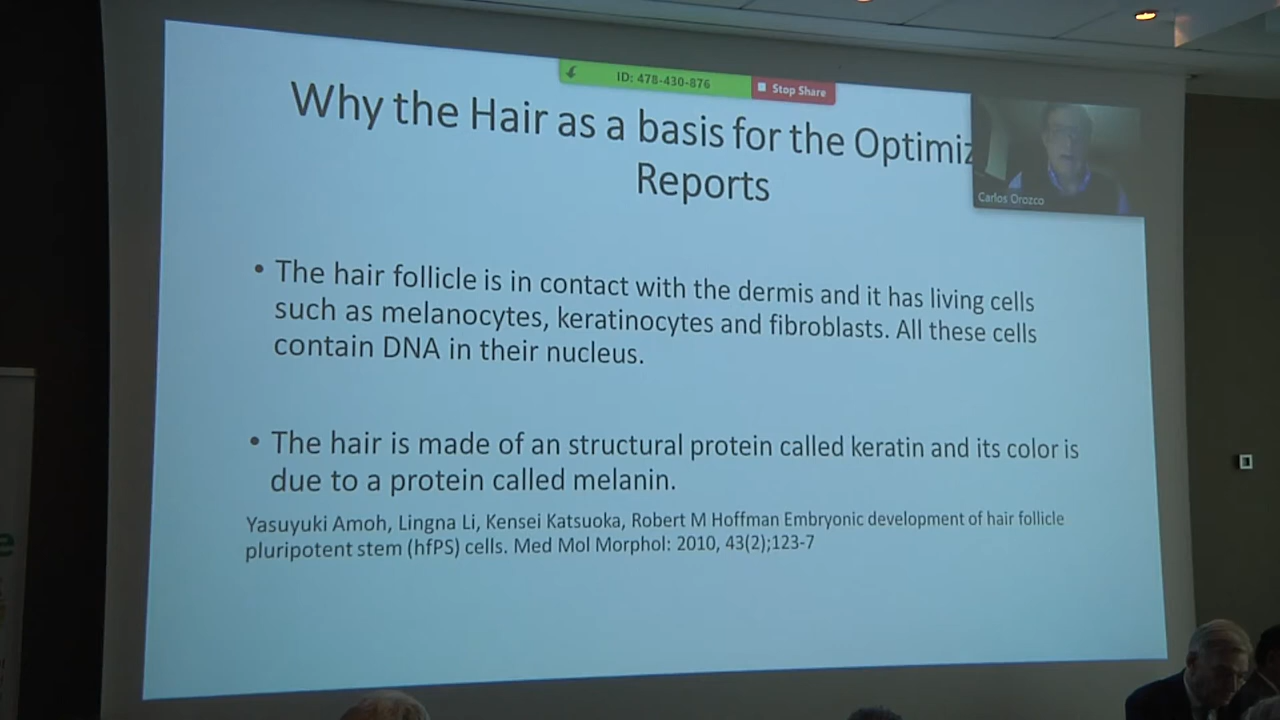 ID: 478-430-876
Stop Share
Why the Hair as a basis for the Optimiz
Reports
Carlos Orozco
• The hair follicle is in contact with the dermis and it has living cells
such as melanocytes, keratinocytes and fibroblasts. All these cells
contain DNA in their nucleus.
• The hair is made of an structural protein called keratin and its color is
due to a protein called melanin.
Yasuyuki Amoh, Lingna Li, Kensei Katsuoka, Robert M Hoffman Embryonic development of hair follicle
pluripotent stem (hfPS) cells. Med Mol Morphol: 2010, 43(2);123-7
e